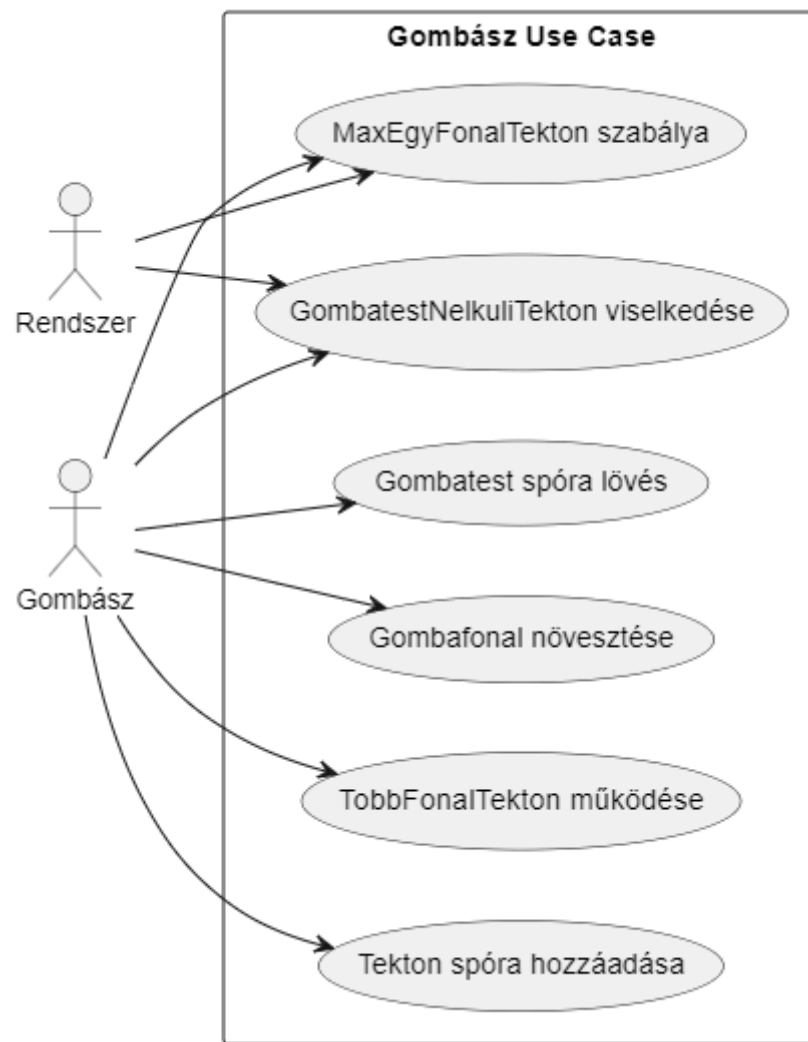 Gombász Use Case
MaxEgyFonalTekton szabálya
Rendszer
GombatestNelkuliTekton viselkedése
Gombatest spóra lövés
Gombász
Gombafonal növesztése
TobbFonalTekton működése
Tekton spóra hozzáadása